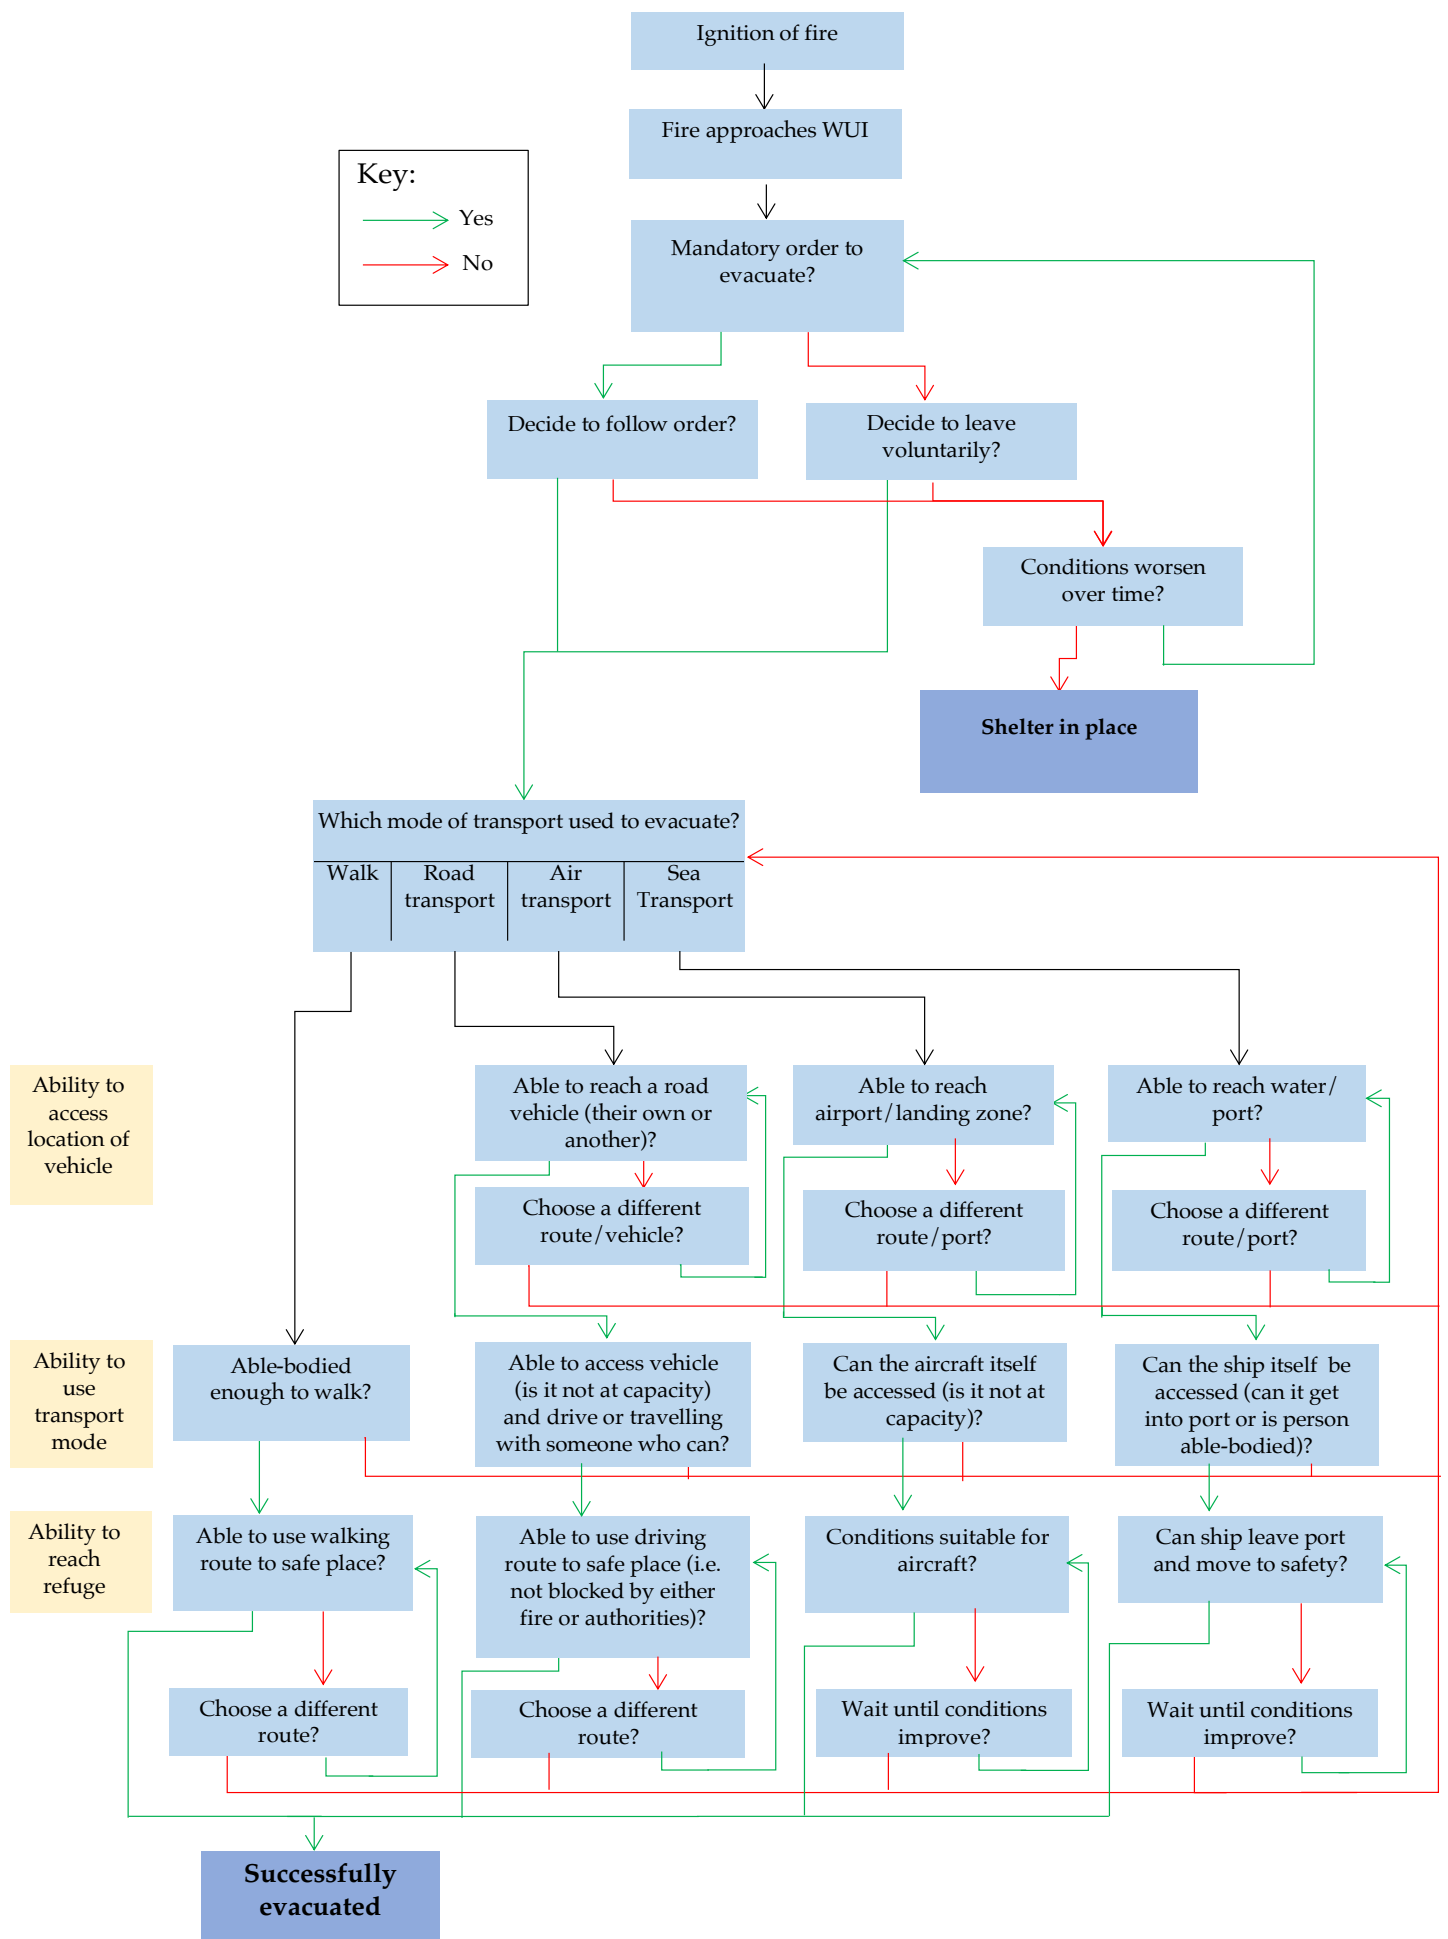 Ignition of fire
Fire approaches WUI
Key:
Yes
No
Mandatory order to
evacuate?
Decide to follow order?
Decide to leave
voluntarily?
Conditions worsen
over time?
Shelter in place
Which mode of transport used to evacuate?
Walk
Road
transport
Air
transport
Sea
Transport
Ability to
access
location of
vehicle
Able to reach a road
vehicle (their own or
another)?
Able to reach
airport/landing zone?
Able to reach water/
port?
Choose a different
route/vehicle?
Choose a different
route/port?
Choose a different
route/port?
Ability to
use
transport
mode
Able-bodied
enough to walk?
Able to access vehicle
(is it not at capacity)
and drive or travelling
with someone who can?
Can the aircraft itself
be accessed (is it not at
capacity)?
Can the ship itself be
accessed (can it get
into port or is person
able-bodied)?
Ability to
reach
refuge
Able to use walking
route to safe place?
Able to use driving
route to safe place (i.e.
not blocked by either
fire or authorities)?
Conditions suitable for
aircraft?
Can ship leave port
and move to safety?
Choose a different
route?
Choose a different
route?
Wait until conditions
improve?
Wait until conditions
improve?
Successfully
evacuated